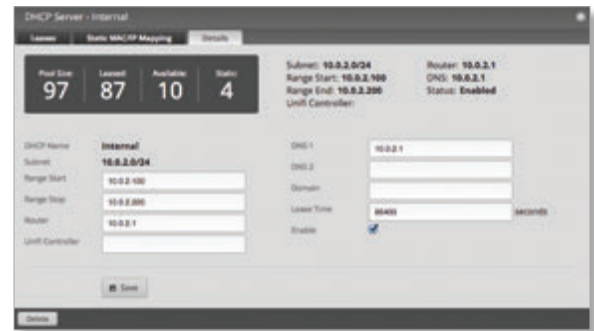 DHCP Server - Internal
Leases Static MAC/IP Mapping Details
Pool Size: Leased: Available: Static:
97 87 10 4
Subnet: 10.0.2.0/24 Router: 10.0.2.1
Range Start: 10.0.2.100 DNS: 10.0.2.1
Range End: 10.0.2.200 Status: Enabled
Unifi Controller:
DHCP Name Internal
Subnet 10.0.2.0/24
Range Start 10.0.2.100
Range Stop 10.0.2.200
Router 10.0.2.1
Unifi Controller
DNS 1 10.0.2.1
DNS 2
Domain
Lease Time 86400 seconds
Enable
Save
Delete